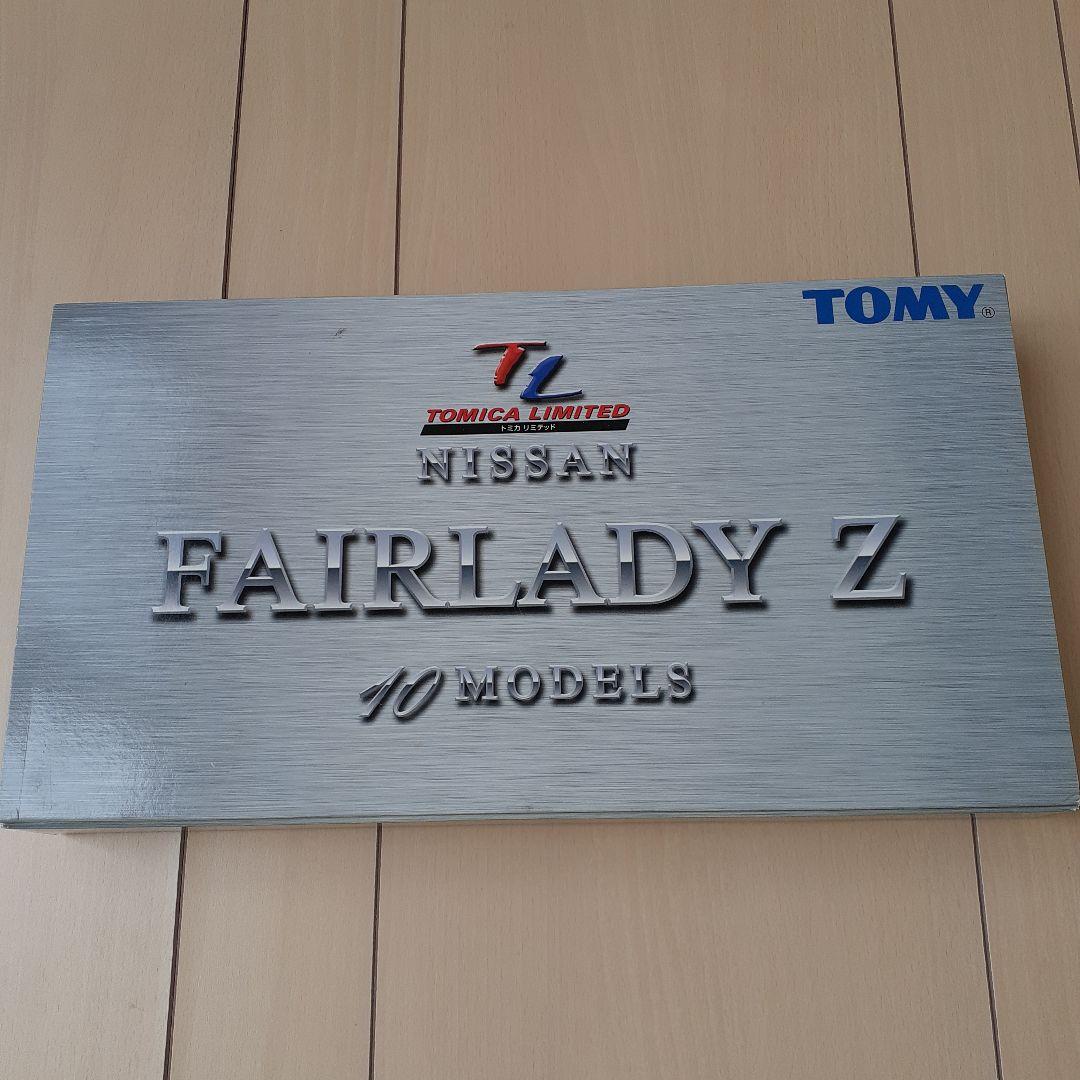 TOMY®
TL
TOMICA LIMITED
トミカ リミテッド
NISSAN
FAIRLADY Z
10 MODELS